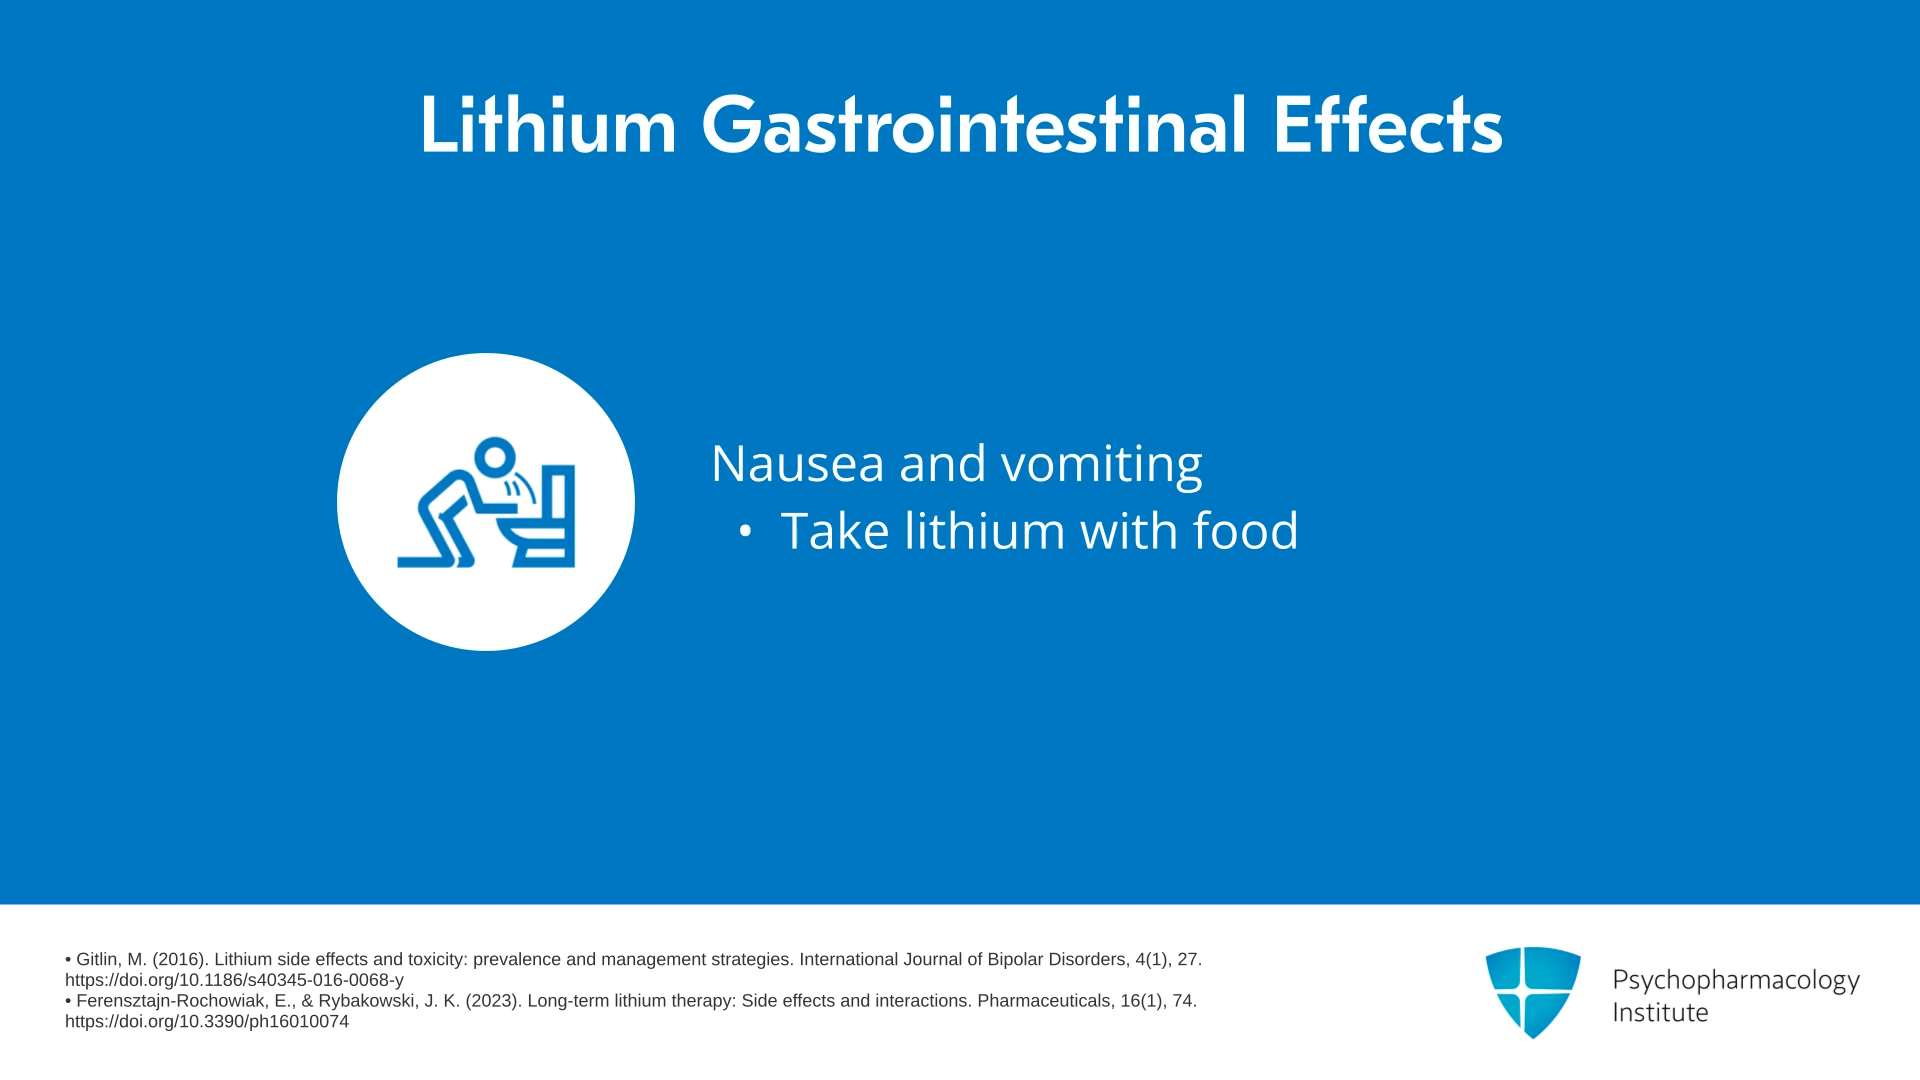 Lithium Gastrointestinal Effects
Nausea and vomiting
• Take lithium with food
• Gitlin, M. (2016). Lithium side effects and toxicity: prevalence and management strategies. International Journal of Bipolar Disorders, 4(1), 27.
https://doi.org/10.1186/s40345-016-0068-y
• Ferensztajn-Rochowiak, E., & Rybakowski, J. K. (2023). Long-term lithium therapy: Side effects and interactions. Pharmaceuticals, 16(1), 74.
https://doi.org/10.3390/ph16010074
Psychopharmacology
Institute